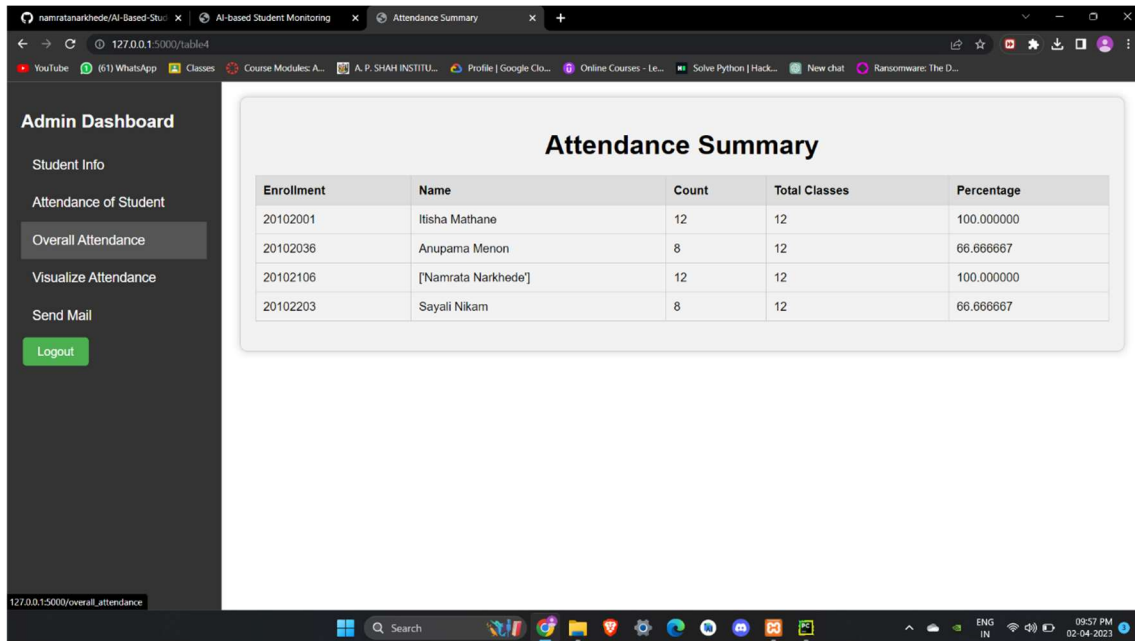 namratanarkhede/AI-Based-Stud
AI-based Student Monitoring
Attendance Summary
127.0.0.1:5000/table4
YouTube (61) WhatsApp Classes Course Modules: A... A. P. SHAH INSTITU... Profile | Google Clo... Online Courses - Le... Solve Python | Hack... New chat Ransomware: The D...
Admin Dashboard
Student Info
Attendance of Student
Overall Attendance
Visualize Attendance
Send Mail
Logout
Attendance Summary
Enrollment Name Count Total Classes Percentage
20102001 Itisha Mathane 12 12 100.000000
20102036 Anupama Menon 8 12 66.666667
20102106 ['Namrata Narkhede'] 12 12 100.000000
20102203 Sayali Nikam 8 12 66.666667
127.0.0.1:5000/overall_attendance
Search
ENG
IN
09:57 PM
02-04-2023
3